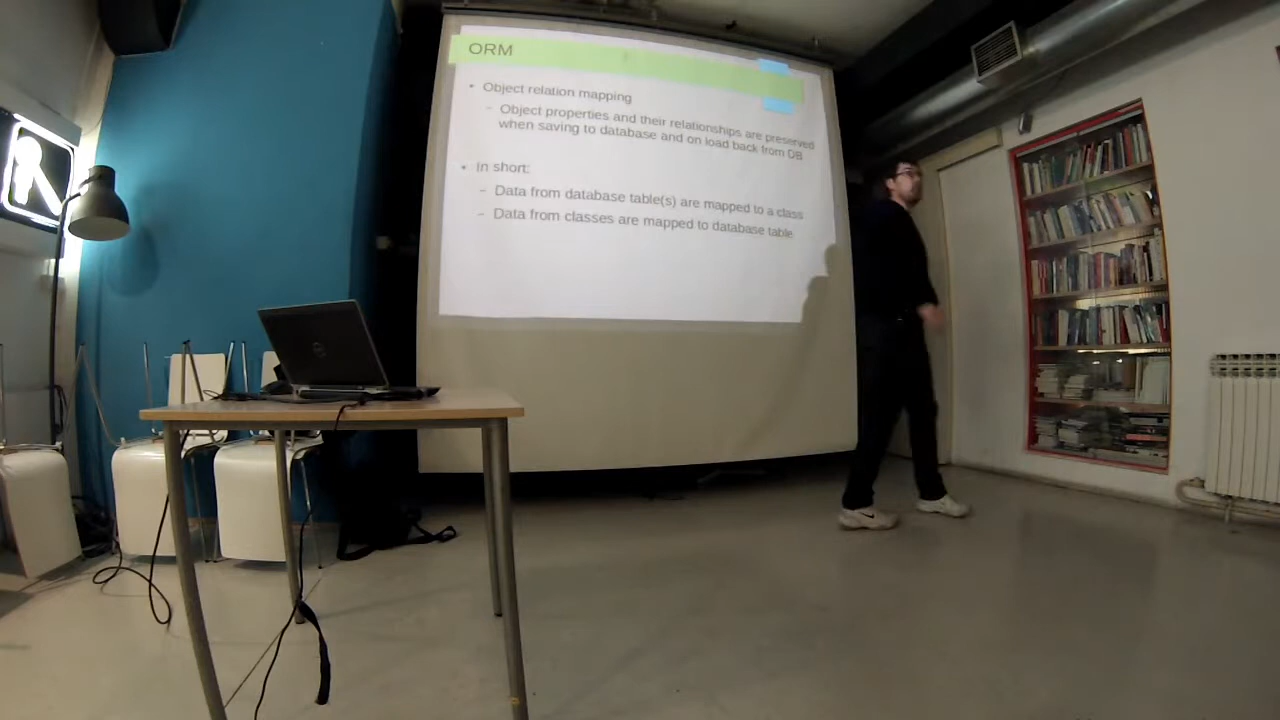 ORM
• Object relation mapping
– Object properties and their relationships are preserved
when saving to database and on load back from DB
• In short:
– Data from database table(s) are mapped to a class
– Data from classes are mapped to database table